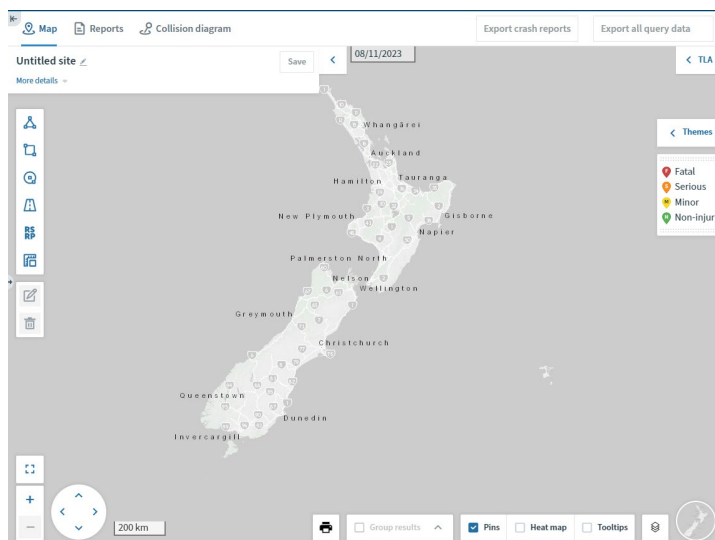 Map
Reports
Collision diagram
Export crash reports
Export all query data
Untitled site
Save
08/11/2023
TLA
More details
Whangārei
Auckland
Themes
Hamilton
Tauranga
Fatal
Serious
Minor
Non-injur
New Plymouth
Gisborne
Napier
Palmerston North
Nelson
Wellington
RS
RP
Greymouth
Christchurch
Queenstown
Dunedin
Invercargill
200 km
Group results
Pins
Heat map
Tooltips